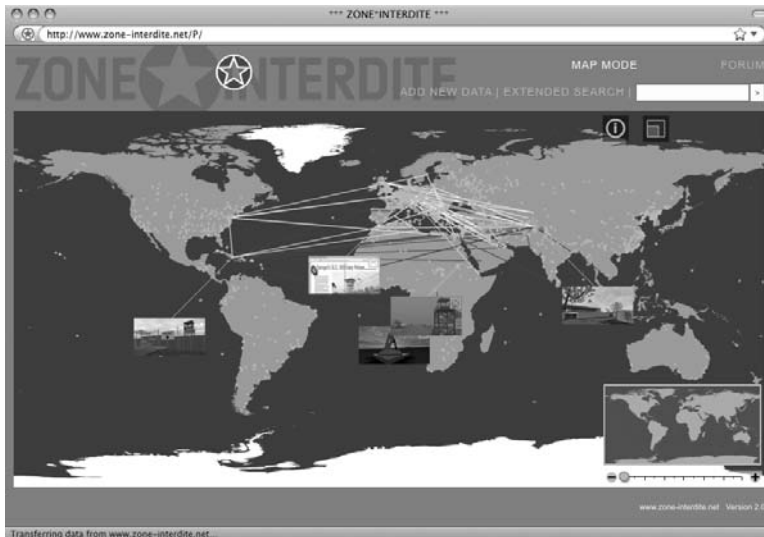 *** ZONE*INTERDITE ***
http://www.zone-interdite.net/P/
ZONE INTERDITE
MAP MODE
FORUM
ADD NEW DATA | EXTENDED SEARCH |
>
www.zone-interdite.net Version 2.0
Transferring data from www.zone-interdite.net...